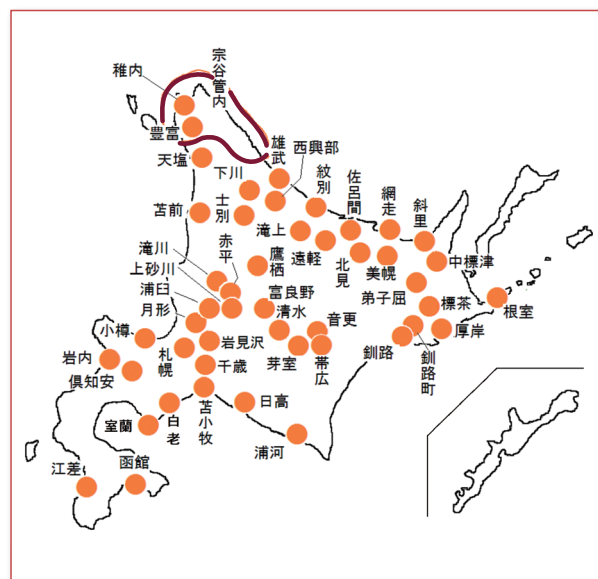 宗谷管内
稚内
豊富
天塩
雄武
西興部
下川
紋別
佐呂間
網走
斜里
苫前
士別
滝上
遠軽
北見
美幌
中標津
滝川
赤平
鷹栖
上砂川
弟子屈
浦臼
富良野
標茶
根室
月形
清水
音更
小樽
岩見沢
釧路
厚岸
岩内
札幌
芽室
帯広
釧路町
倶知安
千歳
室蘭
白老
苫小牧
日高
浦河
江差
函館